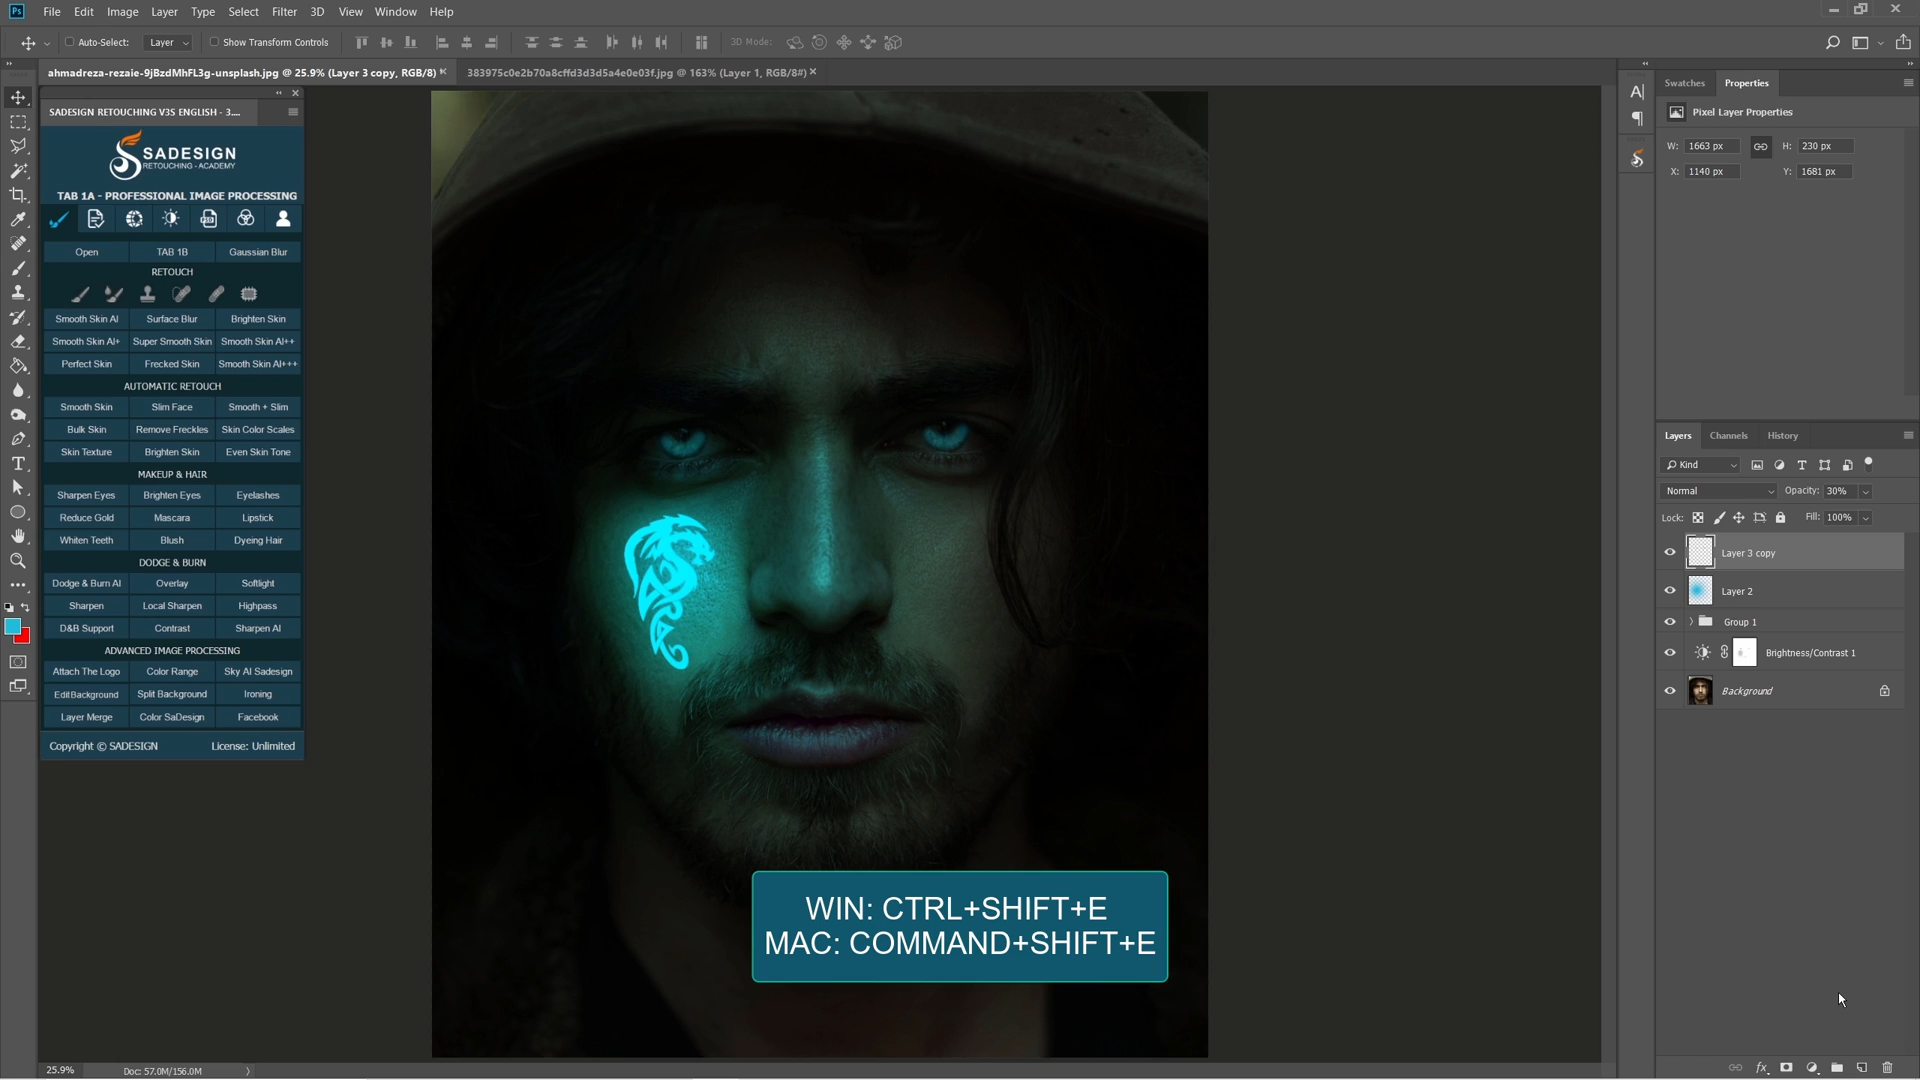 Ps File Edit Image Layer Type Select Filter 3D View Window Help
Auto-Select: Layer Show Transform Controls 3D Mode:
ahmadreza-rezaie-9jBzdMhFL3g-unsplash.jpg @ 25.9% (Layer 3 copy, RGB/8) *
383975c0e2b70a8cffd3d3d5a4e0e03f.jpg @ 163% (Layer 1, RGB/8#)
SADESIGN RETOUCHING V3S ENGLISH - 3....
SADESIGN
RETOUCHING - ACADEMY
TAB 1A - PROFESSIONAL IMAGE PROCESSING
PSD
Open TAB 1B Gaussian Blur
RETOUCH
Smooth Skin AI Surface Blur Brighten Skin
Smooth Skin AI+ Super Smooth Skin Smooth Skin AI++
Perfect Skin Frecked Skin Smooth Skin AI+++
AUTOMATIC RETOUCH
Smooth Skin Slim Face Smooth + Slim
Bulk Skin Remove Freckles Skin Color Scales
Skin Texture Brighten Skin Even Skin Tone
MAKEUP & HAIR
Sharpen Eyes Brighten Eyes Eyelashes
Reduce Gold Mascara Lipstick
Whiten Teeth Blush Dyeing Hair
DODGE & BURN
Dodge & Burn AI Overlay Softlight
Sharpen Local Sharpen Highpass
D&B Support Contrast Sharpen AI
ADVANCED IMAGE PROCESSING
Attach The Logo Color Range Sky AI Sadesign
EditBackground Split Background Ironing
Layer Merge Color SaDesign Facebook
Copyright © SADESIGN License: Unlimited
WIN: CTRL+SHIFT+E
MAC: COMMAND+SHIFT+E
25.9% Doc: 57.0M/156.0M
Swatches Properties
Pixel Layer Properties
W: 1663 px H: 230 px
X: 1140 px Y: 1681 px
Layers Channels History
Kind
Normal Opacity: 30%
Lock: Fill: 100%
Layer 3 copy
Layer 2
Group 1
Brightness/Contrast 1
Background
fx